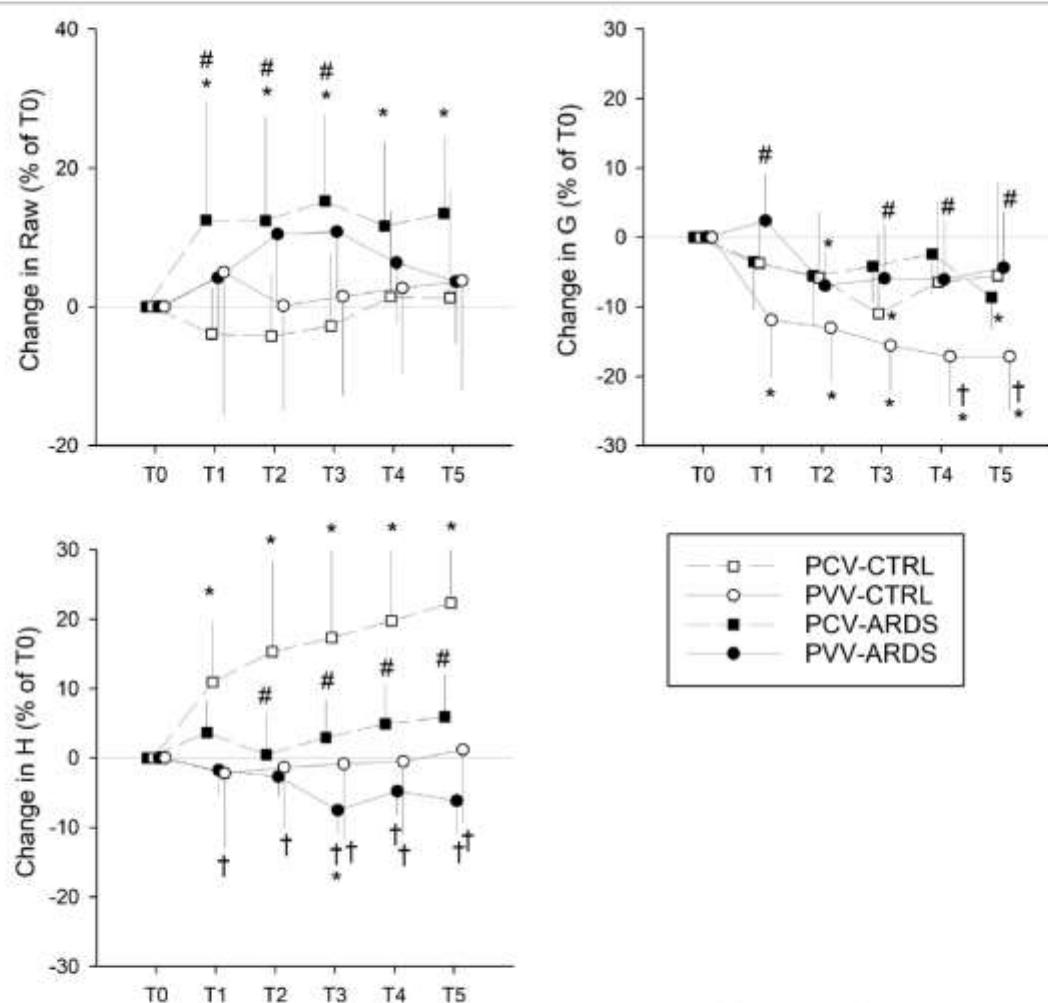 Change in Raw (% of T0)
40
20
0
-20
# # #
* * * * *
T0 T1 T2 T3 T4 T5
Change in G (% of T0)
30
20
10
0
-10
-20
-30
# # # #
*
* *
* * *
† †
* *
T0 T1 T2 T3 T4 T5
Change in H (% of T0)
30
20
10
0
-10
-20
-30
* * * * *
# # # #
† † † † † † † †
*
T0 T1 T2 T3 T4 T5
PCV-CTRL
PVV-CTRL
PCV-ARDS
PVV-ARDS